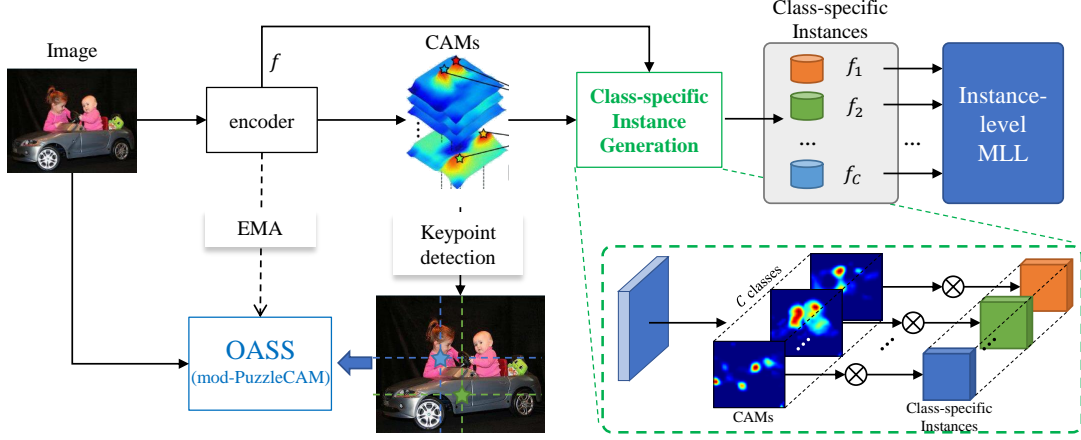 Image
encoder
f
CAMs
⋮
EMA
Keypoint
detection
OASS
(mod-PuzzleCAM)
Class-specific
Instance
Generation
Class-specific
Instances
f₁
f₂
... ...
f_C
Instance-
level
MLL
C classes
...
...
CAMs
Class-specific
Instances